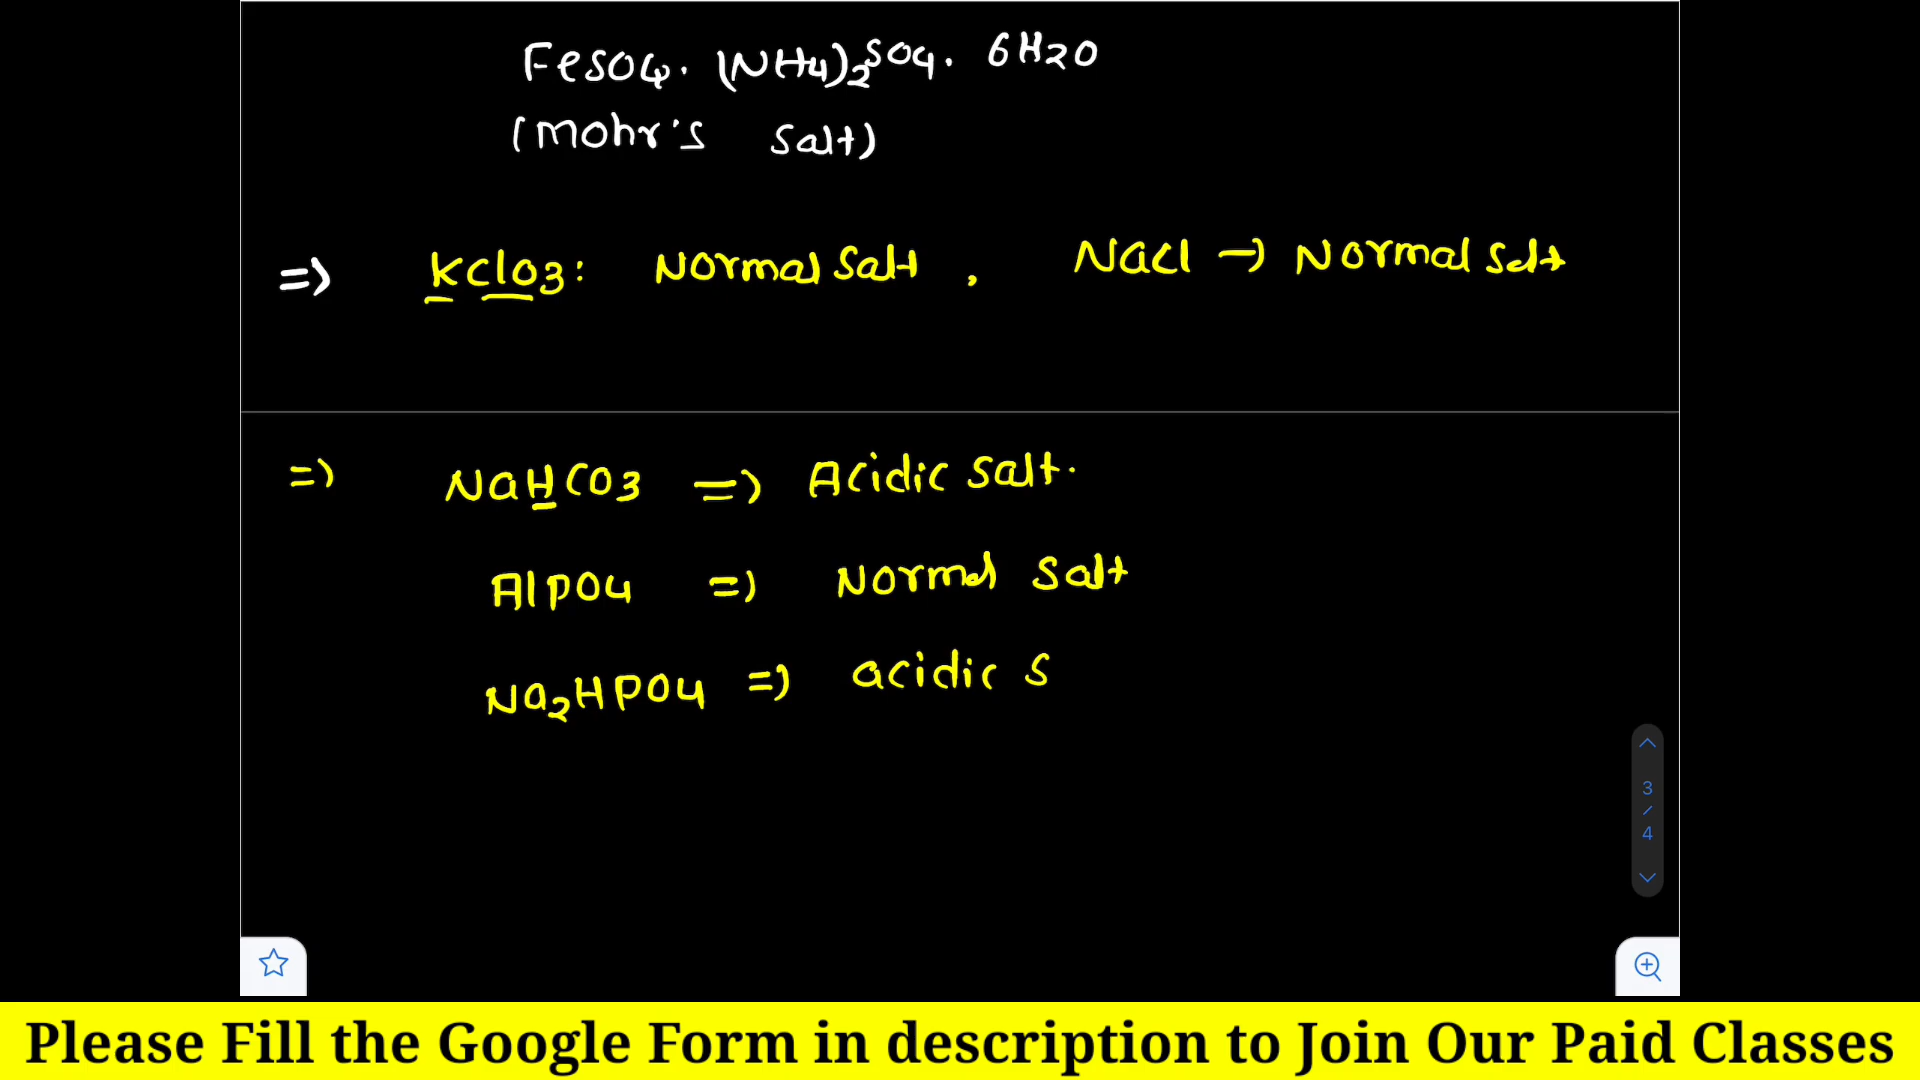 FeSO4. (NH4)2SO4. 6H2O
(mohr's salt)
=> KClO3: Normal Salt, NaCl → Normal Salt
=> NaHCO3 => Acidic Salt.
AlPO4 => Normal Salt
Na2HPO4 => acidic S
3
/
4
Please Fill the Google Form in description to Join Our Paid Classes